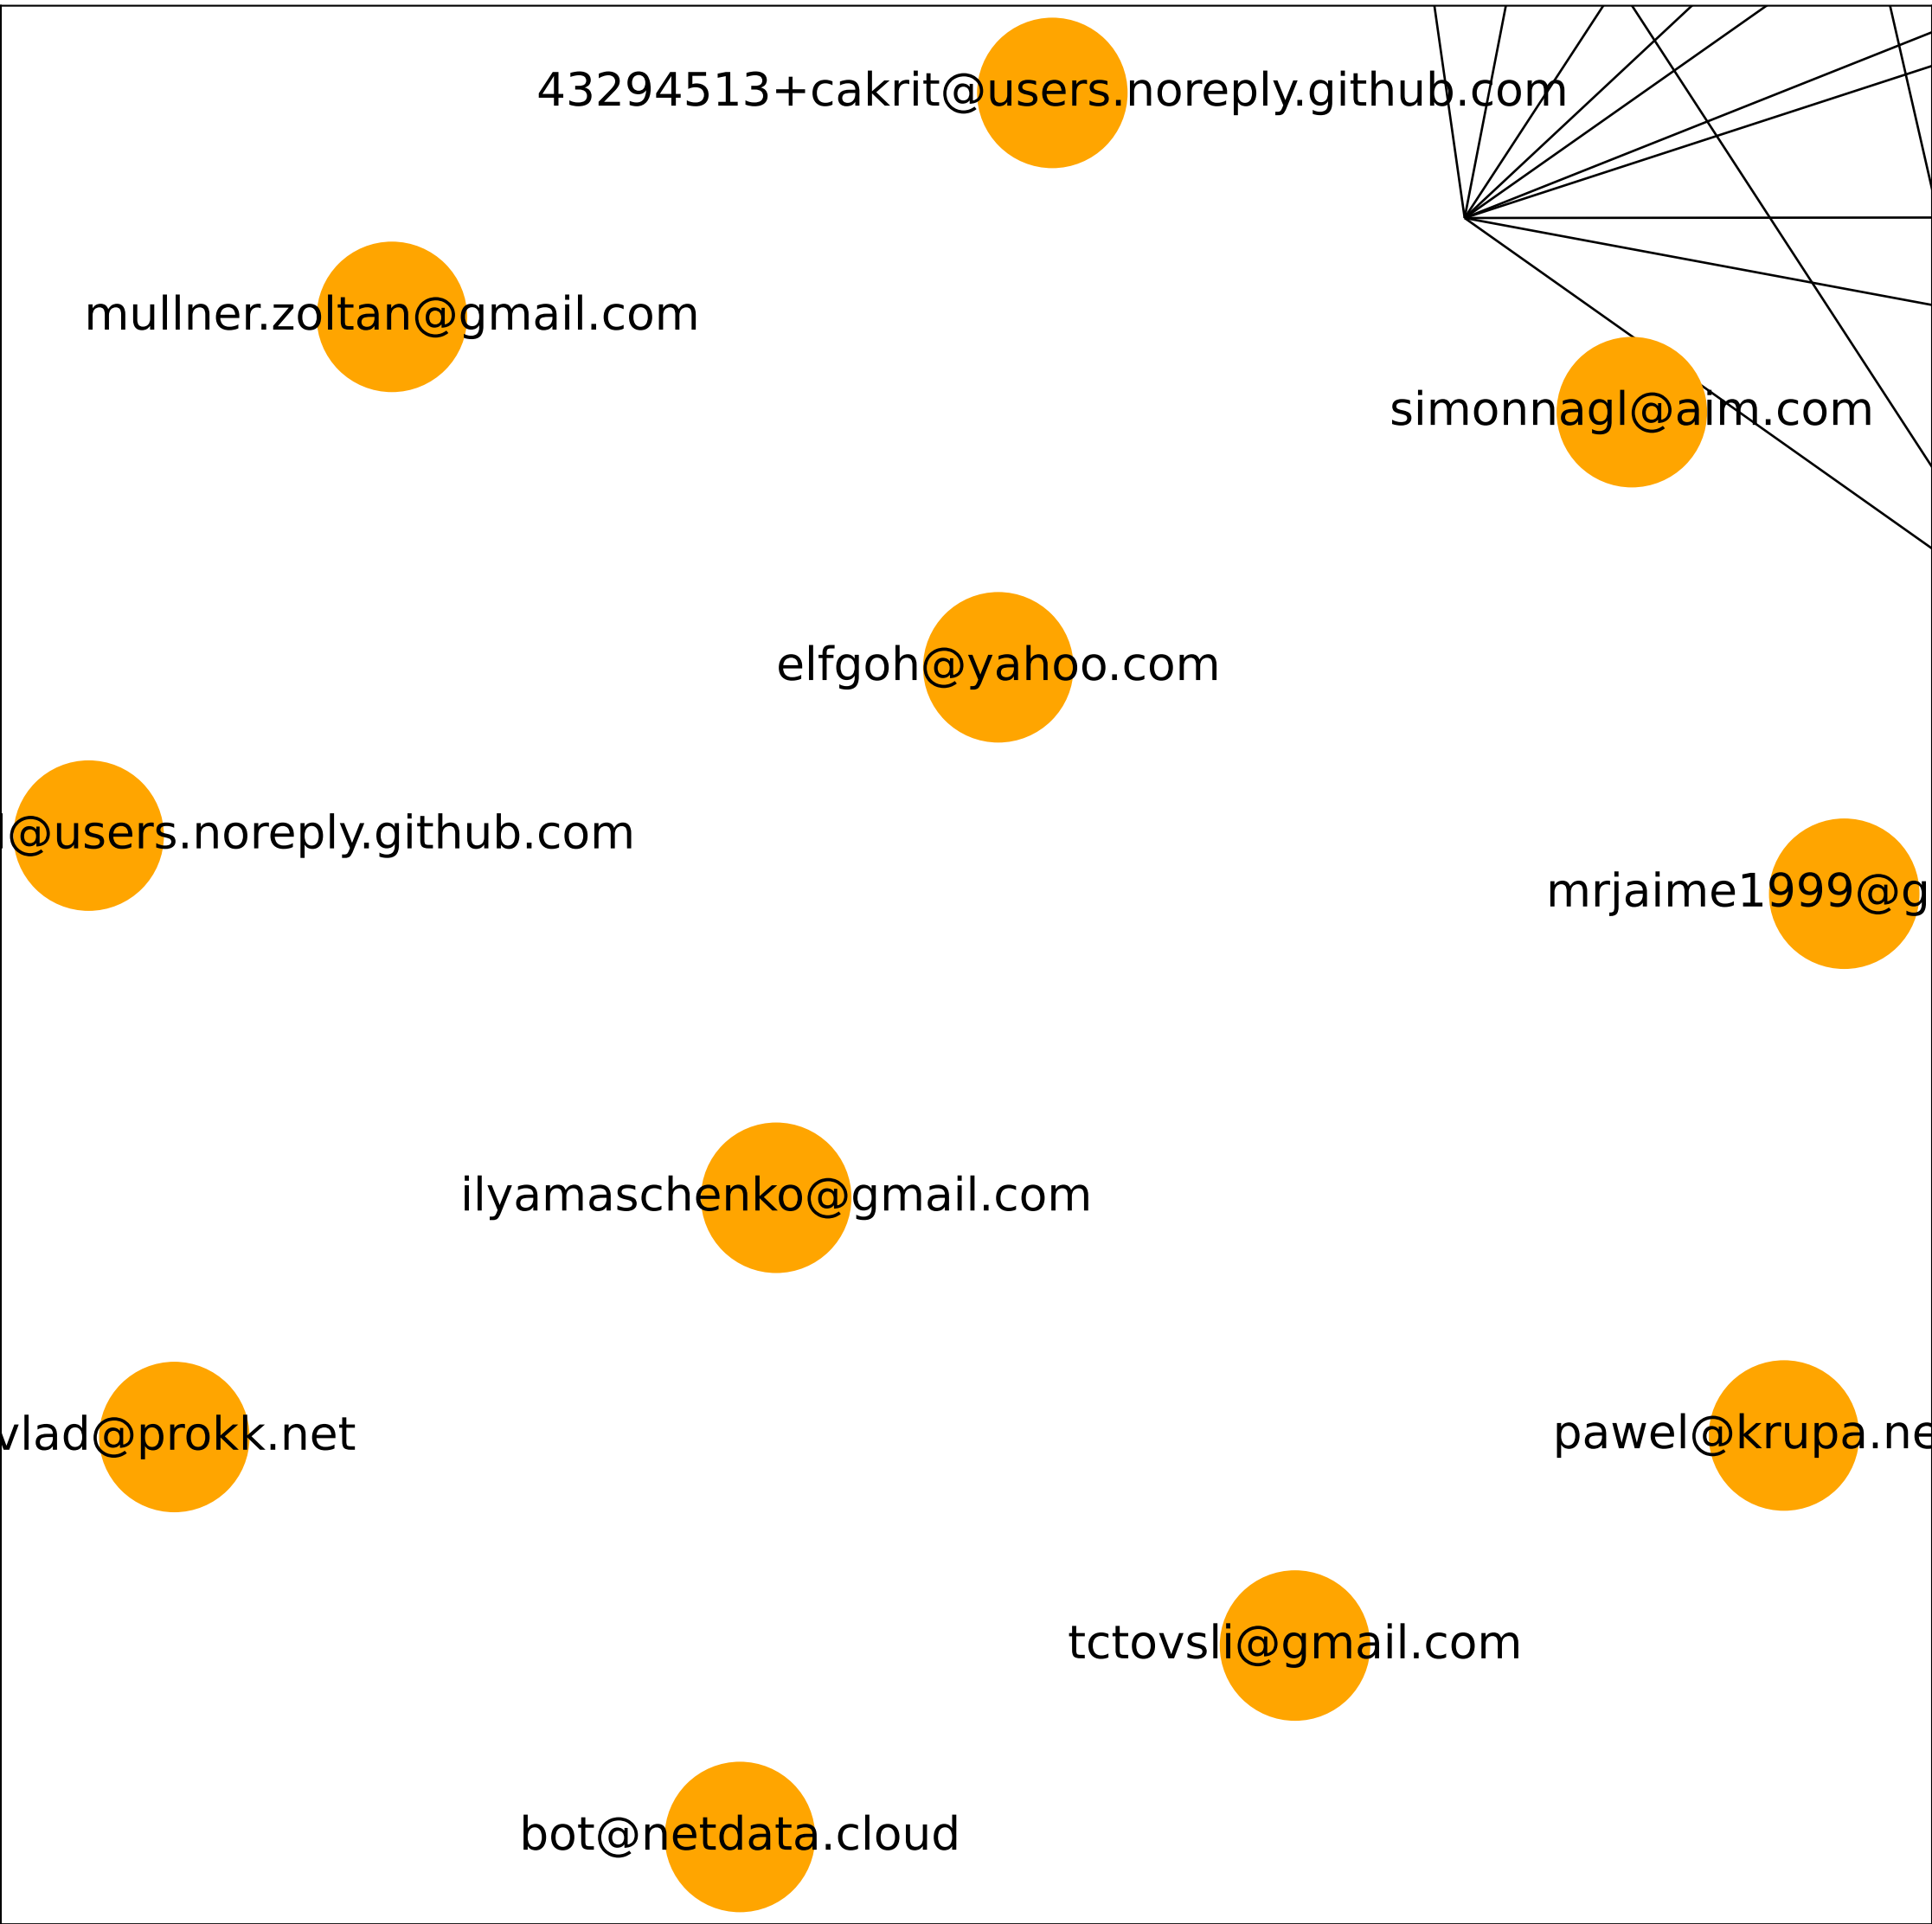 43294513+cakrit@users.noreply.github.com
mullner.zoltan@gmail.com
simonnagl@aim.com
elfgoh@yahoo.com
@users.noreply.github.com
mrjaime1999@g
ilyamaschenko@gmail.com
vlad@prokk.net
pawel@krupa.ne
tctovsli@gmail.com
bot@netdata.cloud